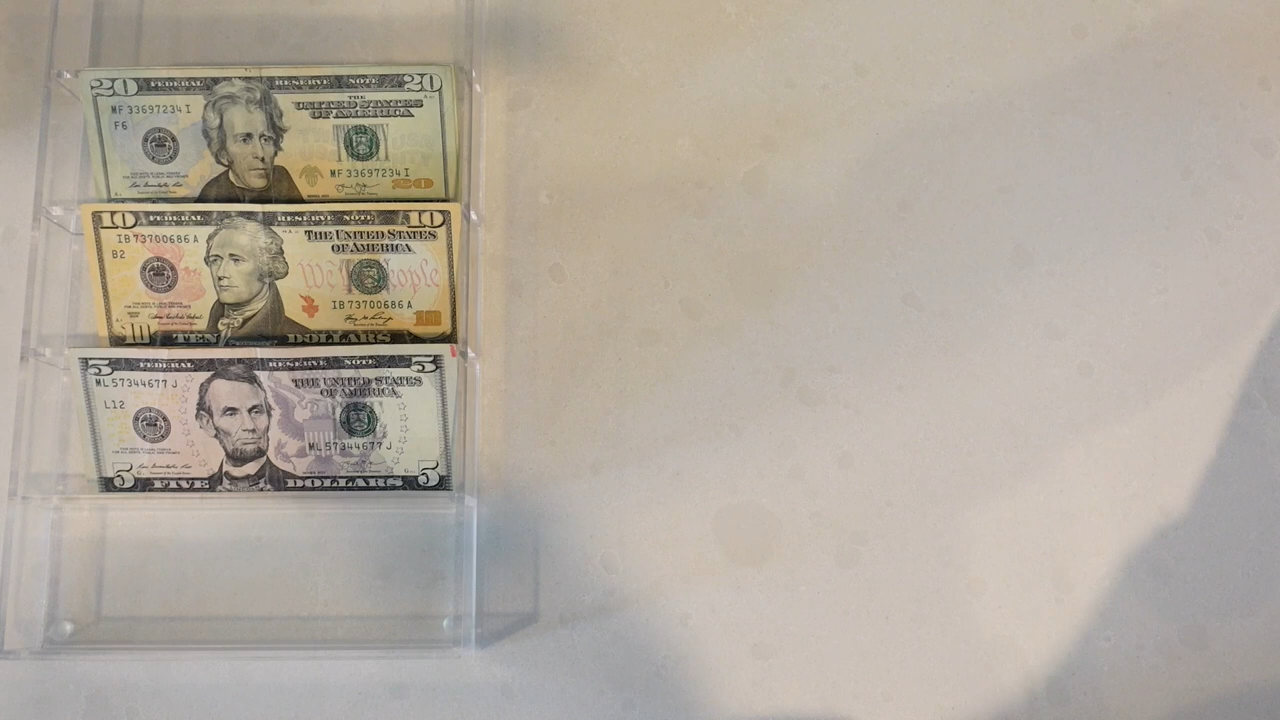 20 FEDERAL RESERVE NOTE 20
THE
UNITED STATES
OF AMERICA
MF 33697234 I
F6
MF 33697234 I
20
10 FEDERAL RESERVE NOTE 10
IB 73700686 A
THE UNITED STATES
OF AMERICA
B2
We the People
IB 73700686 A
10
10 TEN DOLLARS
5 FEDERAL RESERVE NOTE 5
ML 57344677 J
THE UNITED STATES
OF AMERICA
L12
ML 57344677 J
5 FIVE DOLLARS 5